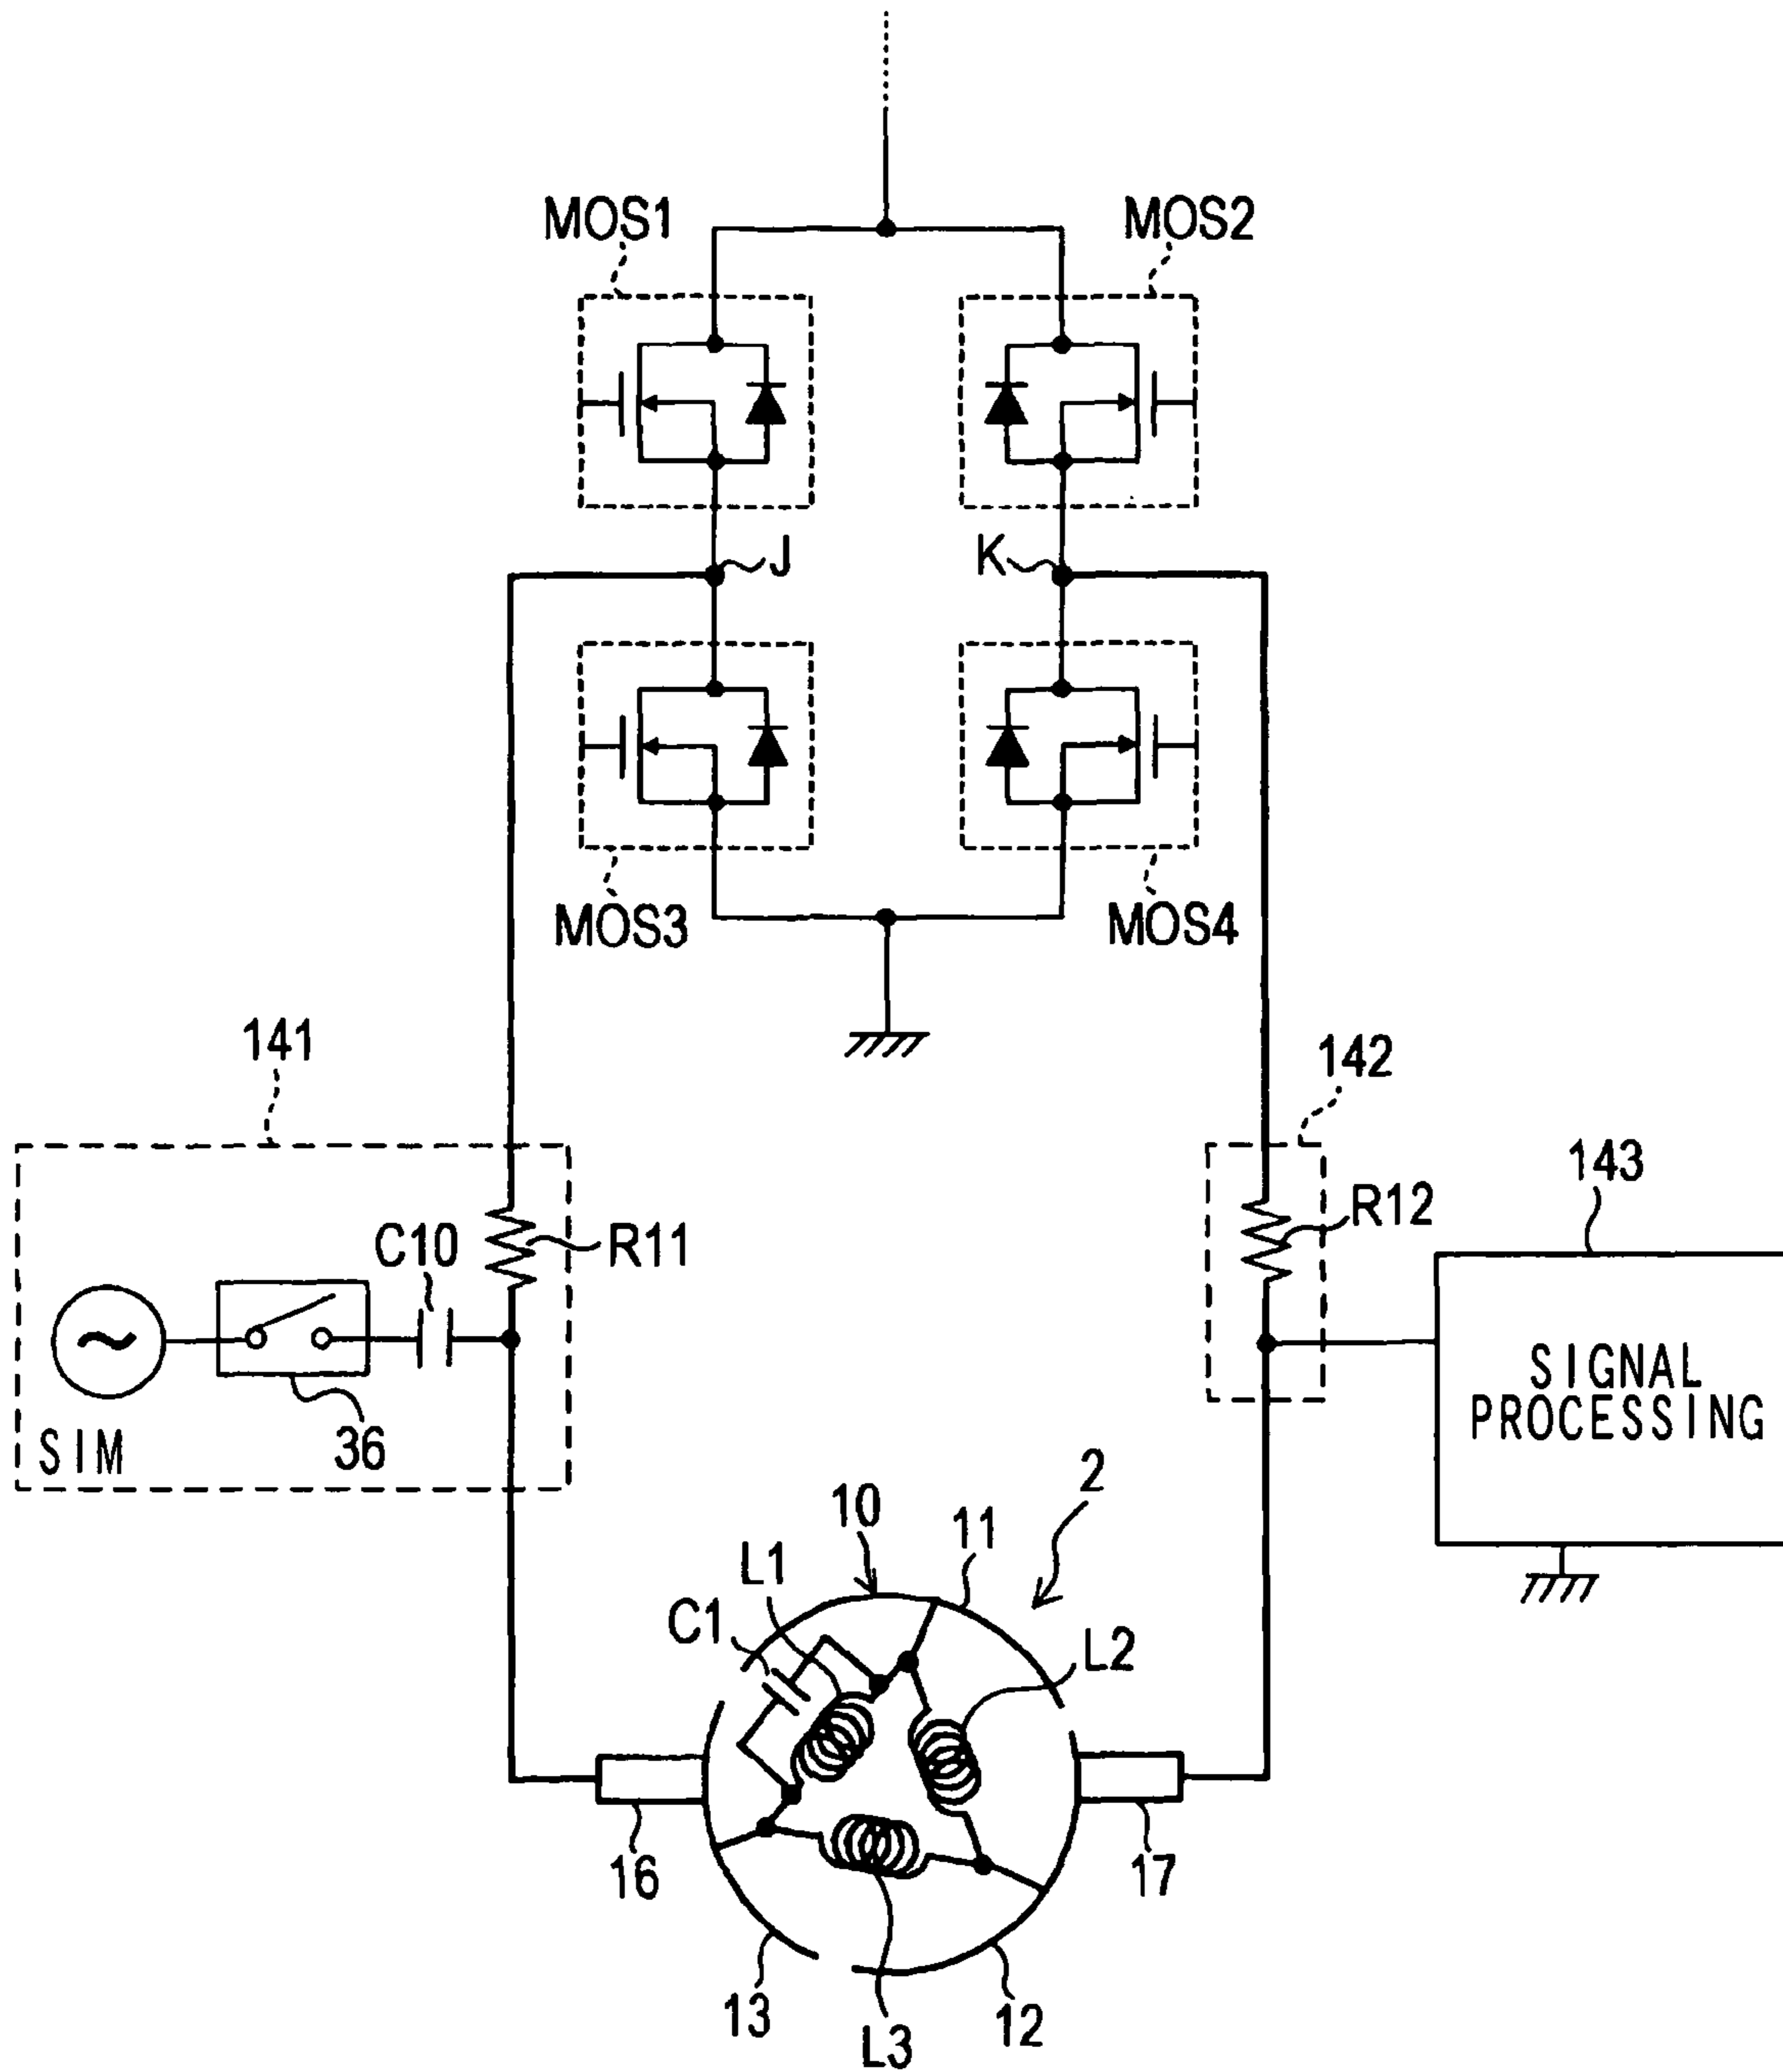 MOS1
MOS2
J
K
MOS3
MOS4
141
142
143
R11
R12
C10
36
SIM
SIGNAL
PROCESSING
10
11
2
L1
C1
L2
16
17
13
12
L3